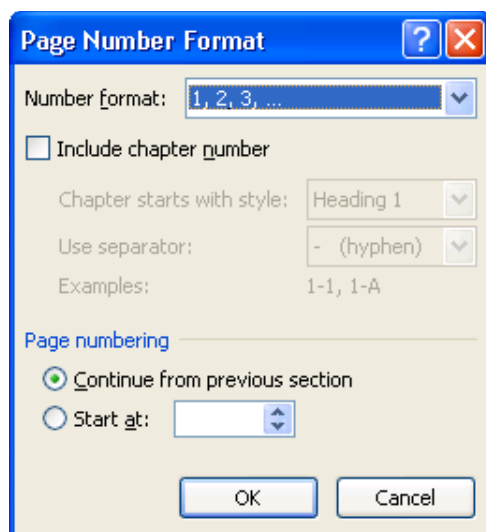 Page Number Format
Number format: 1, 2, 3, ...
Include chapter number
Chapter starts with style: Heading 1
Use separator: - (hyphen)
Examples: 1-1, 1-A
Page numbering
Continue from previous section
Start at:
OK Cancel